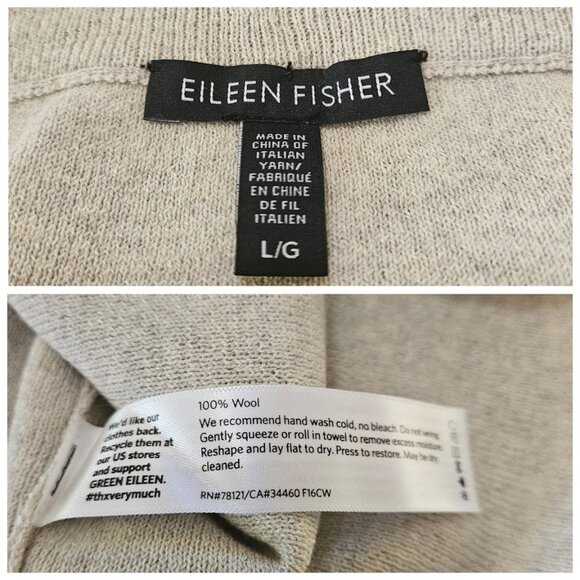 EILEEN FISHER
MADE IN
CHINA OF
ITALIAN
YARN/
FABRIQUÉ
EN CHINE
DE FIL
ITALIEN
L/G
We'd like our
clothes back.
Recycle them at
our US stores
and support
GREEN EILEEN.
#thxverymuch
100% Wool
We recommend hand wash cold, no bleach. Do not wring.
Gently squeeze or roll in towel to remove excess moisture.
Reshape and lay flat to dry. Press to restore. May be dry
cleaned.
RN#78121/CA#34460 F16CW